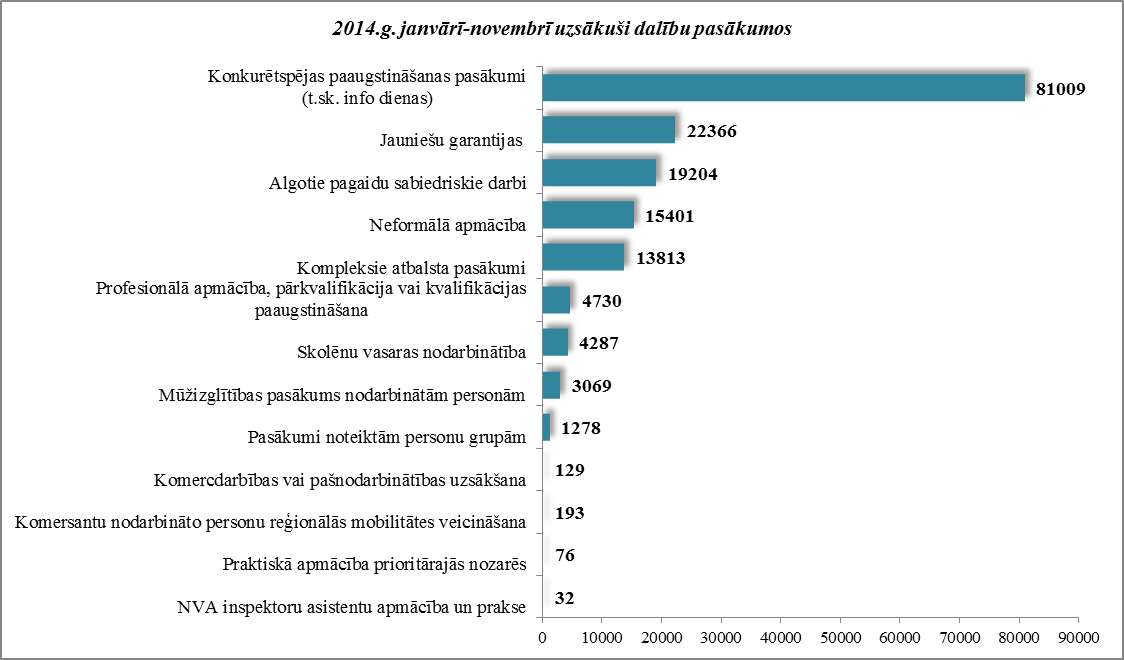 2014.g. janvārī-novembrī uzsākuši dalību pasākumos
Konkurētspējas paaugstināšanas pasākumi
(t.sk. info dienas)
81009
Jauniešu garantijas
22366
Algotie pagaidu sabiedriskie darbi
19204
Neformālā apmācība
15401
Kompleksie atbalsta pasākumi
13813
Profesionālā apmācība, pārkvalifikācija vai kvalifikācijas
paaugstināšana
4730
Skolēnu vasaras nodarbinātība
4287
Mūžizglītības pasākums nodarbinātām personām
3069
Pasākumi noteiktām personu grupām
1278
Komercdarbības vai pašnodarbinātības uzsākšana
129
Komersantu nodarbināto personu reģionālās mobilitātes veicināšana
193
Praktiskā apmācība prioritārajās nozarēs
76
NVA inspektoru asistentu apmācība un prakse
32
0 10000 20000 30000 40000 50000 60000 70000 80000 90000